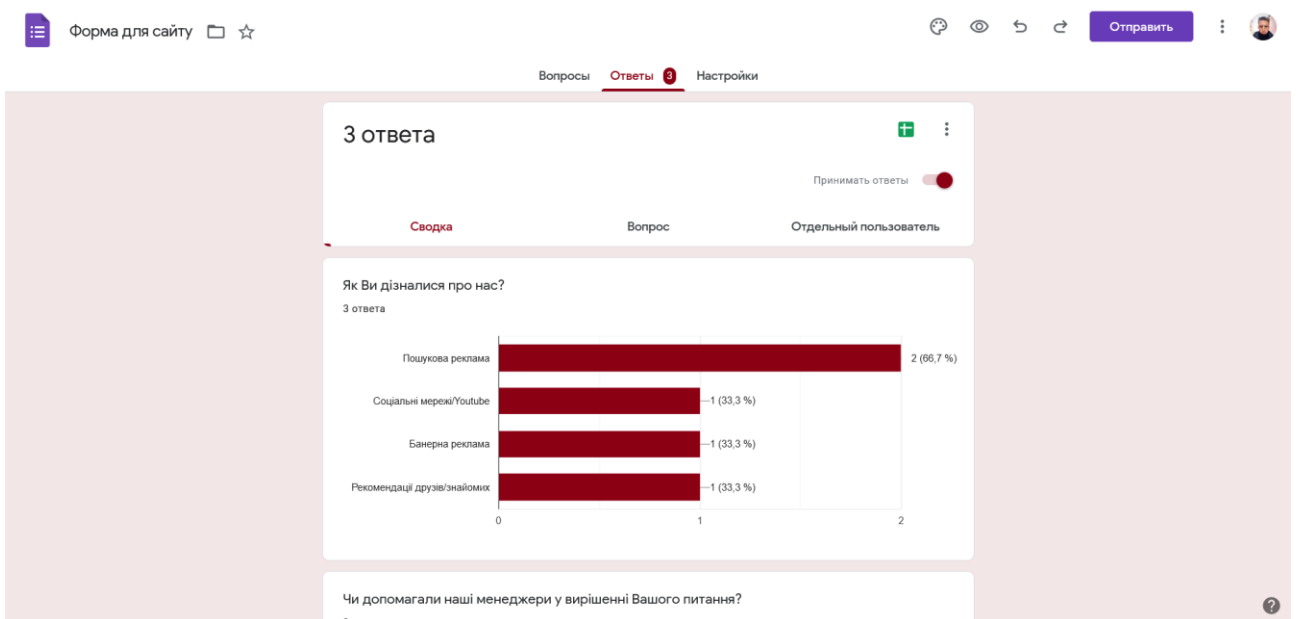 Форма для сайту
Отправить
Вопросы Ответы 3 Настройки
3 ответа
Принимать ответы
Сводка Вопрос Отдельный пользователь
Як Ви дізналися про нас?
3 ответа
Пошукова реклама 2 (66,7 %)
Соціальні мережі/Youtube 1 (33,3 %)
Банерна реклама 1 (33,3 %)
Рекомендації друзів/знайомих 1 (33,3 %)
0 1 2
Чи допомагали наші менеджери у вирішенні Вашого питання?